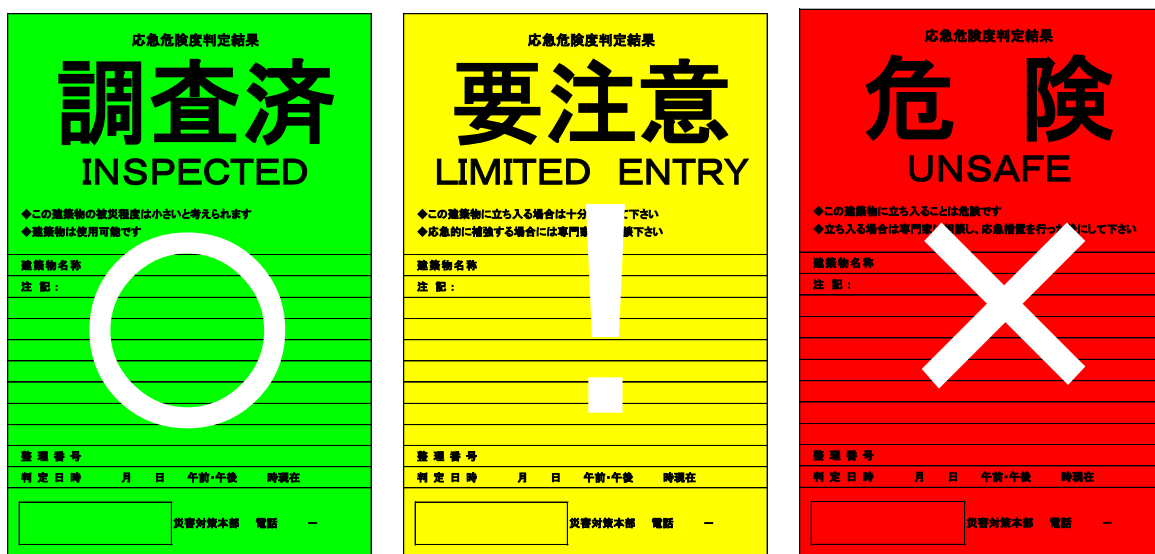 応急危険度判定結果
調査済
INSPECTED
◆この建築物の被災程度は小さいと考えられます
◆建築物は使用可能です
建築物名称
注 記：
整 理 番 号
判 定 日 時 月 日 午前・午後 時現在
災害対策本部 電話 ー
応急危険度判定結果
要注意
LIMITED ENTRY
◆この建築物に立ち入る場合は十分 して下さい
◆応急的に補強する場合には専門家 下さい
建築物名称
注 記：
整 理 番 号
判 定 日 時 月 日 午前・午後 時現在
災害対策本部 電話 ー
応急危険度判定結果
危 険
UNSAFE
◆この建築物に立ち入ることは危険です
◆立ち入る場合は専門家に相談し、応急措置を行った後にして下さい
建築物名称
注 記：
整 理 番 号
判 定 日 時 月 日 午前・午後 時現在
災害対策本部 電話 ー